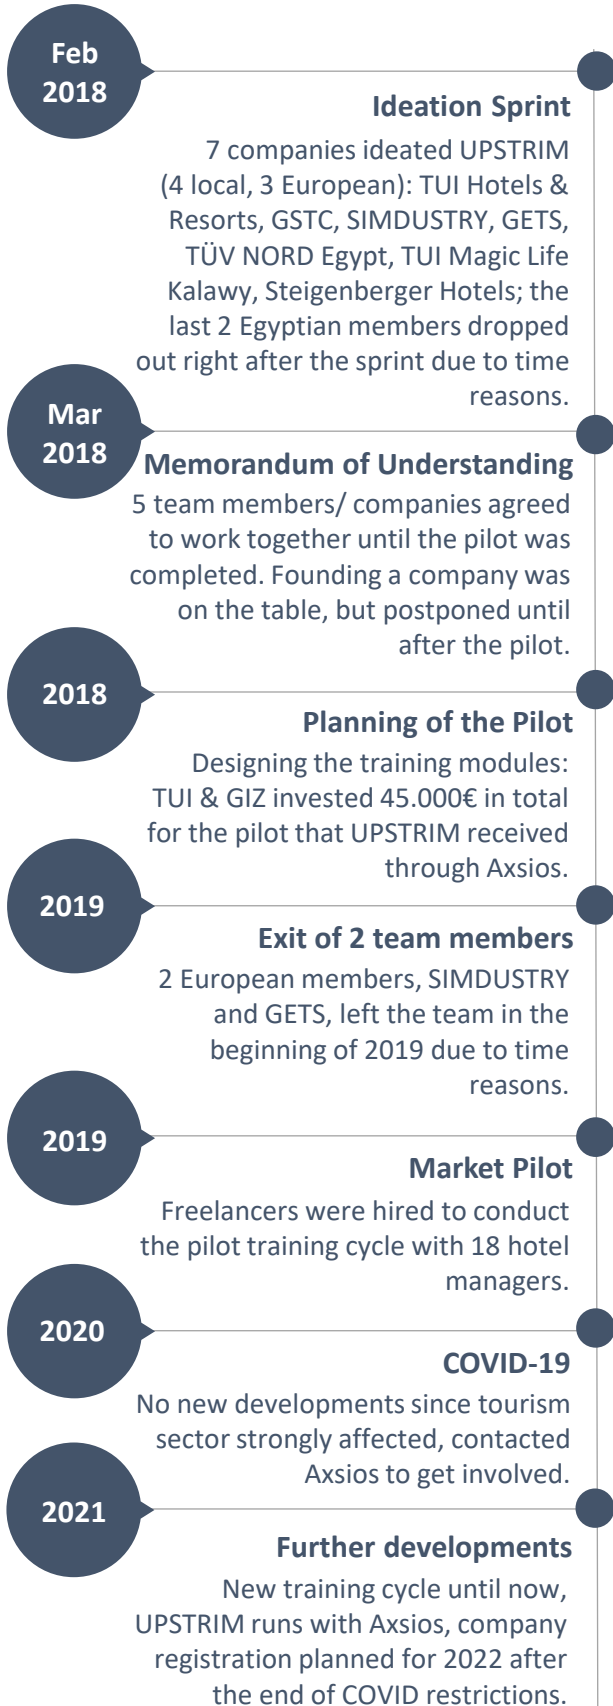 Feb
2018
Ideation Sprint
7 companies ideated UPSTRIM
(4 local, 3 European): TUI Hotels &
Resorts, GSTC, SIMDUSTRY, GETS,
TÜV NORD Egypt, TUI Magic Life
Kalawy, Steigenberger Hotels; the
last 2 Egyptian members dropped
out right after the sprint due to time
reasons.
Mar
2018
Memorandum of Understanding
5 team members/ companies agreed
to work together until the pilot was
completed. Founding a company was
on the table, but postponed until
after the pilot.
2018
Planning of the Pilot
Designing the training modules:
TUI & GIZ invested 45.000€ in total
for the pilot that UPSTRIM received
through Axsios.
2019
Exit of 2 team members
2 European members, SIMDUSTRY
and GETS, left the team in the
beginning of 2019 due to time
reasons.
2019
Market Pilot
Freelancers were hired to conduct
the pilot training cycle with 18 hotel
managers.
2020
COVID-19
No new developments since tourism
sector strongly affected, contacted
Axsios to get involved.
2021
Further developments
New training cycle until now,
UPSTRIM runs with Axsios, company
registration planned for 2022 after
the end of COVID restrictions.